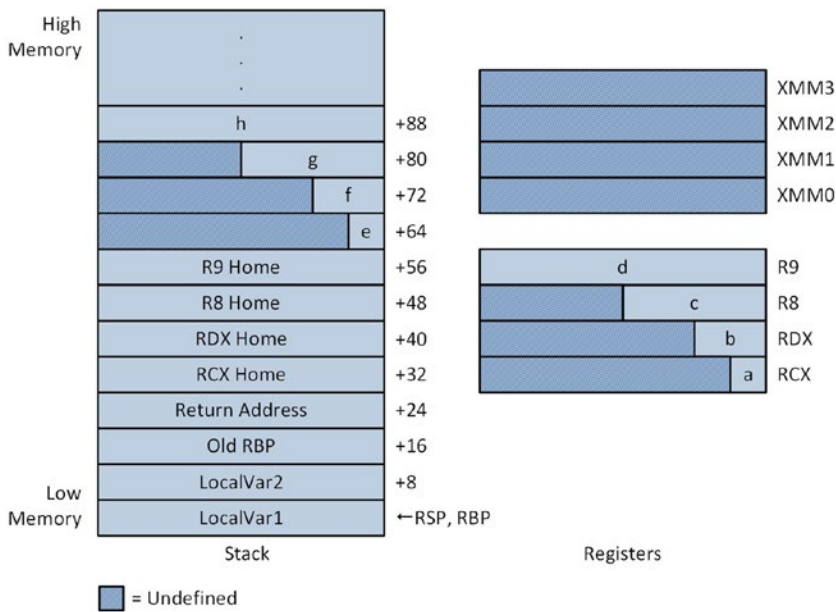 High
Memory
.
.
.
h +88
g +80
f +72
e +64
R9 Home +56
R8 Home +48
RDX Home +40
RCX Home +32
Return Address +24
Old RBP +16
LocalVar2 +8
Low
Memory
LocalVar1 ←RSP, RBP
Stack
XMM3
XMM2
XMM1
XMM0
d R9
c R8
b RDX
a RCX
Registers
= Undefined